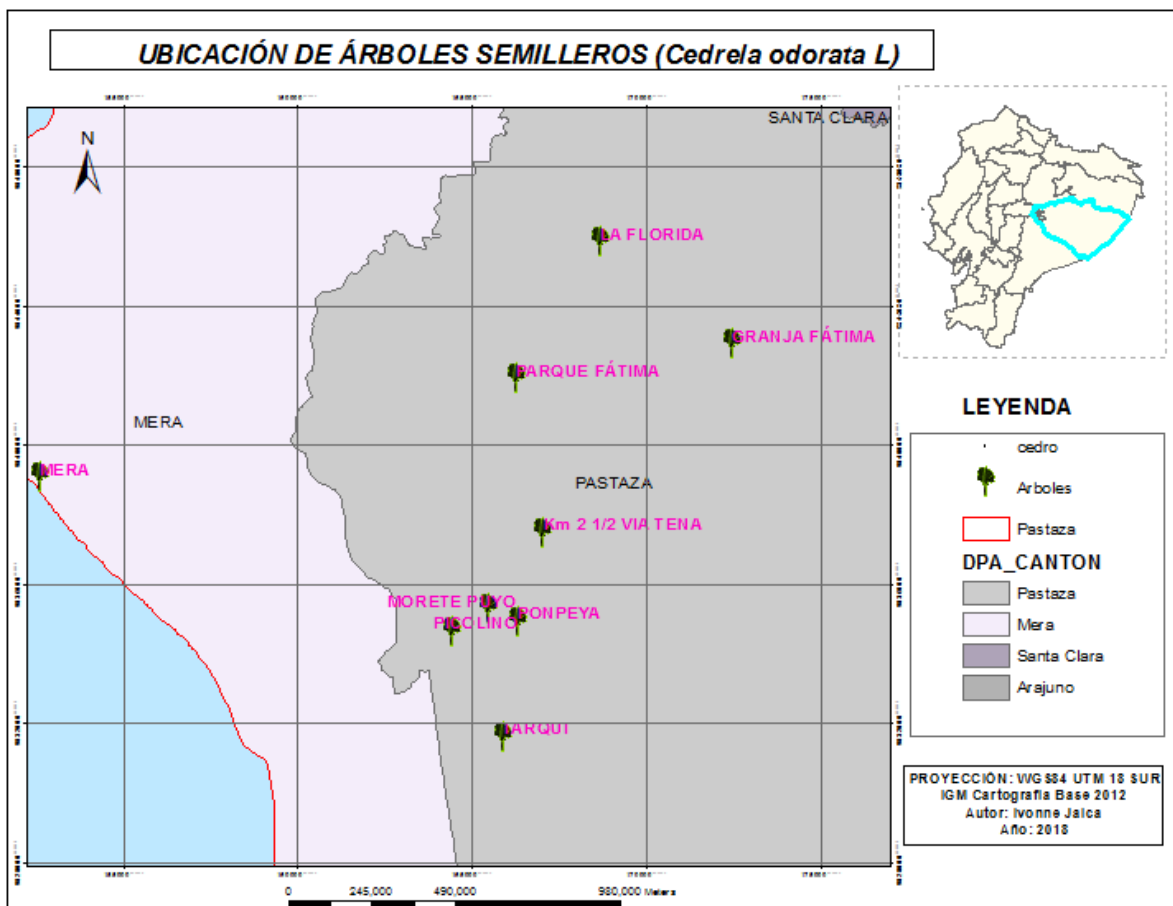 UBICACIÓN DE ÁRBOLES SEMILLEROS (Cedrela odorata L)
SANTA CLARA
N
LA FLORIDA
GRANJA FÁTIMA
PARQUE FÁTIMA
MERA
MERA
PASTAZA
Km 2 1/2 VIA TENA
MORETE PUYO
PONPEYA
PICOLINO
TARQUI
0 245,000 490,000 980,000 Meters
LEYENDA
cedro
Arboles
Pastaza
DPA_CANTON
Pastaza
Mera
Santa Clara
Arajuno
PROYECCIÓN: WGS84 UTM 18 SUR
IGM Cartografía Base 2012
Autor: Ivonne Jalca
Año: 2018